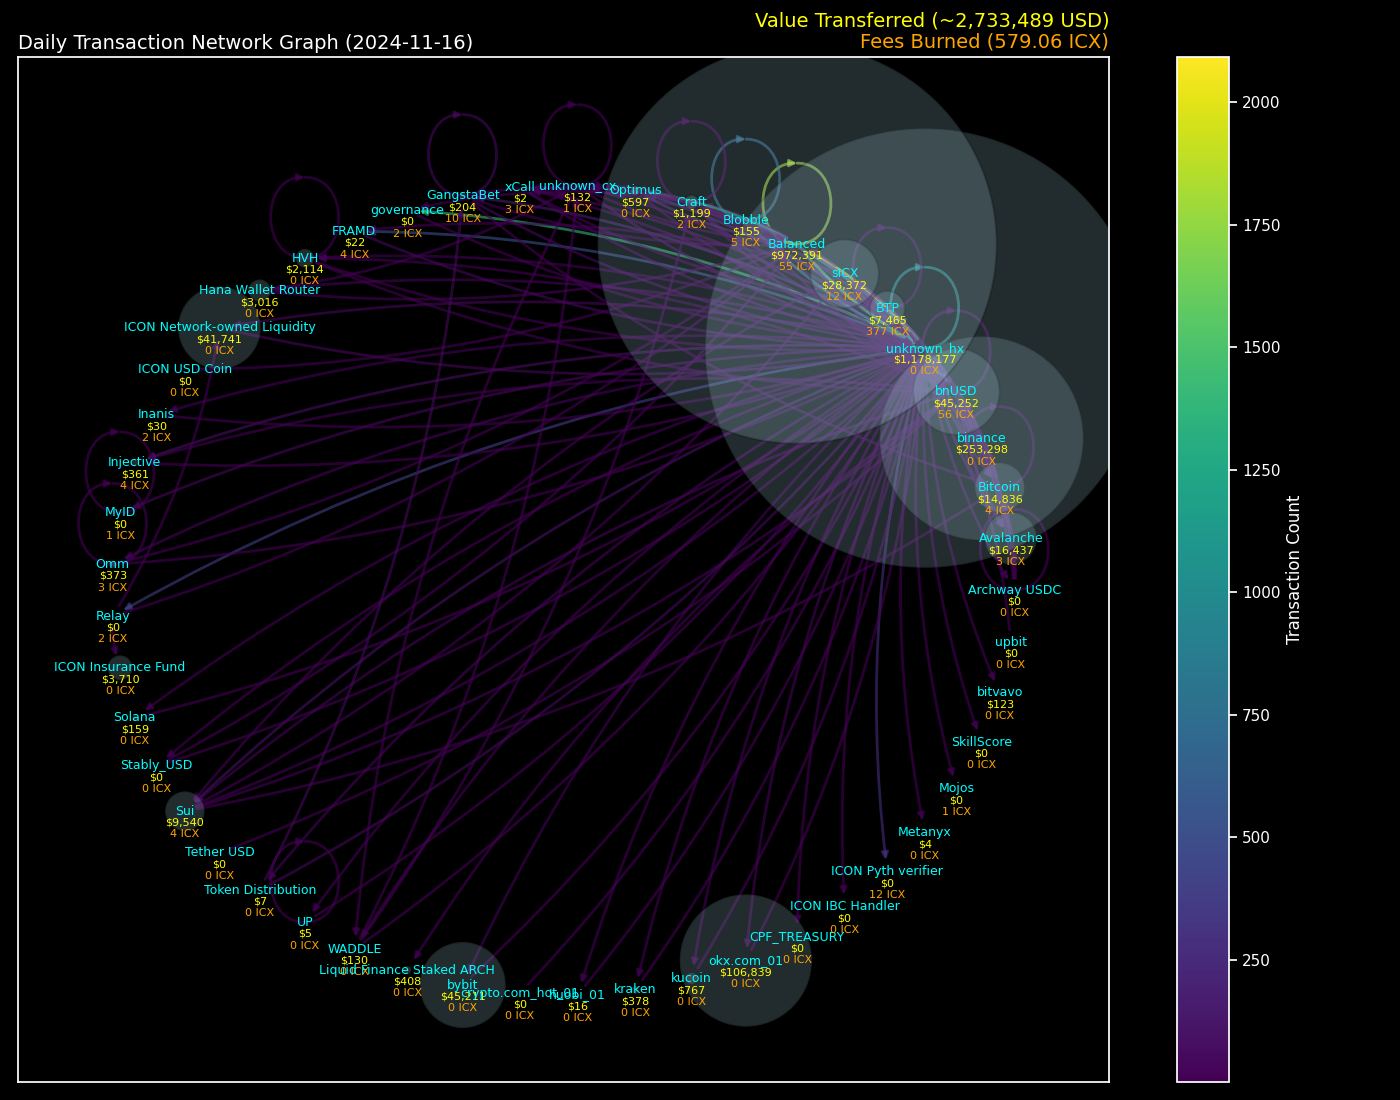 Value Transferred (~2,733,489 USD)
Daily Transaction Network Graph (2024-11-16)
Fees Burned (579.06 ICX)
GangstaBet
$204
10 ICX
xCall
$2
3 ICX
unknown_cx
$132
1 ICX
Optimus
$597
0 ICX
Craft
$1,199
2 ICX
Blobble
$155
5 ICX
Balanced
$972,391
55 ICX
sICX
$28,372
12 ICX
BTP
$7,465
377 ICX
unknown_hx
$1,178,177
0 ICX
bnUSD
$45,252
56 ICX
binance
$253,298
0 ICX
Bitcoin
$14,836
4 ICX
Avalanche
$16,437
3 ICX
Archway USDC
$0
0 ICX
upbit
$0
0 ICX
bitvavo
$123
0 ICX
SkillScore
$0
0 ICX
Mojos
$0
1 ICX
Metanyx
$4
0 ICX
ICON Pyth verifier
$0
12 ICX
ICON IBC Handler
$0
0 ICX
CPF_TREASURY
$0
0 ICX
okx.com_01
$106,839
0 ICX
kucoin
$767
0 ICX
kraken
$378
0 ICX
huobi_01
$16
0 ICX
crypto.com_hot_01
$0
0 ICX
bybit
$45,211
0 ICX
Liquid Finance Staked ARCH
$408
0 ICX
WADDLE
$130
0 ICX
UP
$5
0 ICX
Token Distribution
$7
0 ICX
Tether USD
$0
0 ICX
Sui
$9,540
4 ICX
Stably_USD
$0
0 ICX
Solana
$159
0 ICX
ICON Insurance Fund
$3,710
0 ICX
Relay
$0
2 ICX
Omm
$373
3 ICX
MyID
$0
1 ICX
Injective
$361
4 ICX
Inanis
$30
2 ICX
ICON USD Coin
$0
0 ICX
ICON Network-owned Liquidity
$41,741
0 ICX
Hana Wallet Router
$3,016
0 ICX
HVH
$2,114
0 ICX
FRAMD
$22
4 ICX
governance
$0
2 ICX
2000
1750
1500
1250
1000
750
500
250
Transaction Count